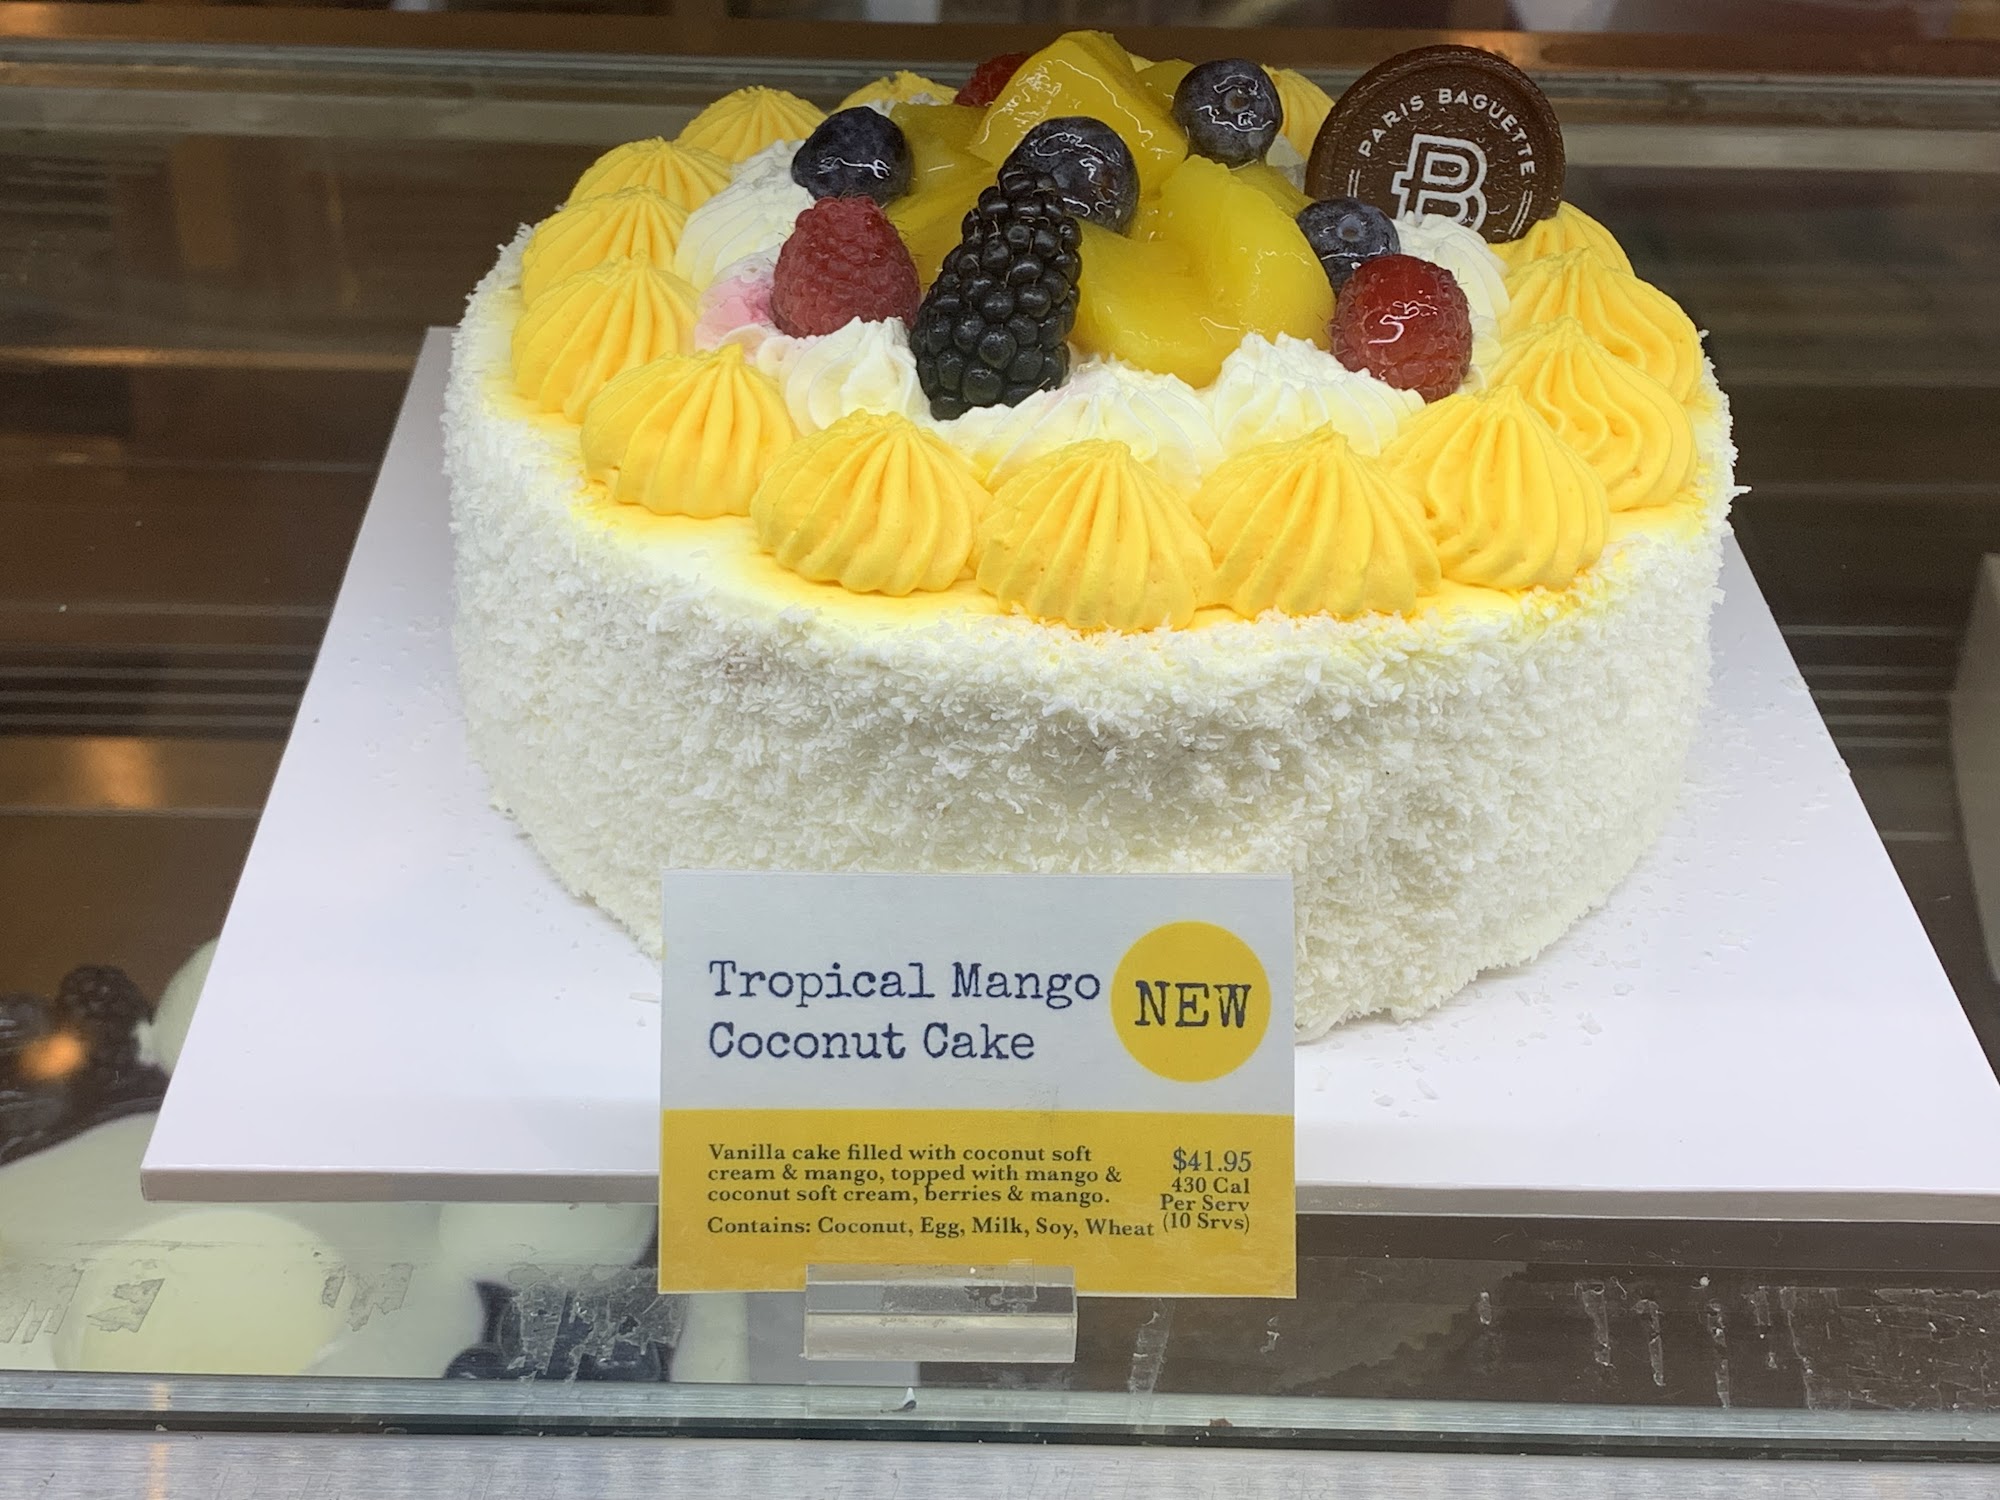 PARIS BAGUETTE
B
Tropical Mango
Coconut Cake
NEW
Vanilla cake filled with coconut soft
cream & mango, topped with mango &
coconut soft cream, berries & mango.
Contains: Coconut, Egg, Milk, Soy, Wheat
$41.95
430 Cal
Per Serv
(10 Srvs)